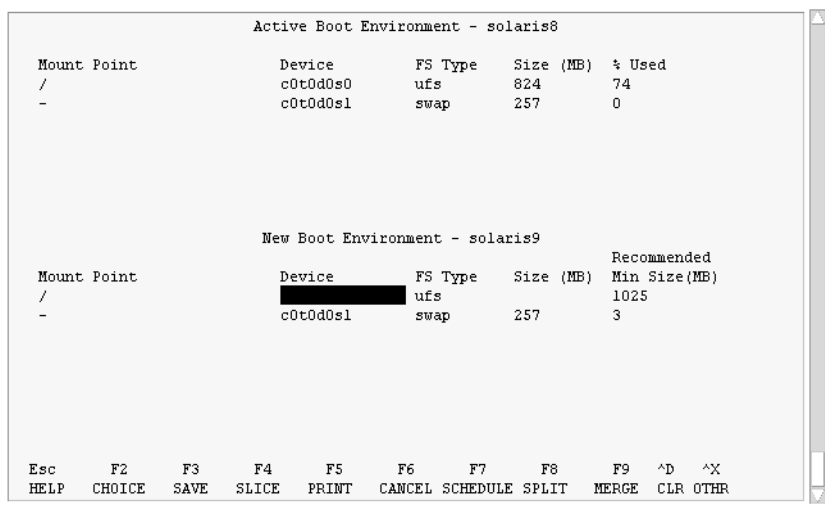 Active Boot Environment - solaris8
Mount Point Device FS Type Size (MB) % Used
/ c0t0d0s0 ufs 824 74
- c0t0d0s1 swap 257 0
New Boot Environment - solaris9
Recommended
Mount Point Device FS Type Size (MB) Min Size(MB)
/ ufs 1025
- c0t0d0s1 swap 257 3
Esc F2 F3 F4 F5 F6 F7 F8 F9 ^D ^X
HELP CHOICE SAVE SLICE PRINT CANCEL SCHEDULE SPLIT MERGE CLR OTHR